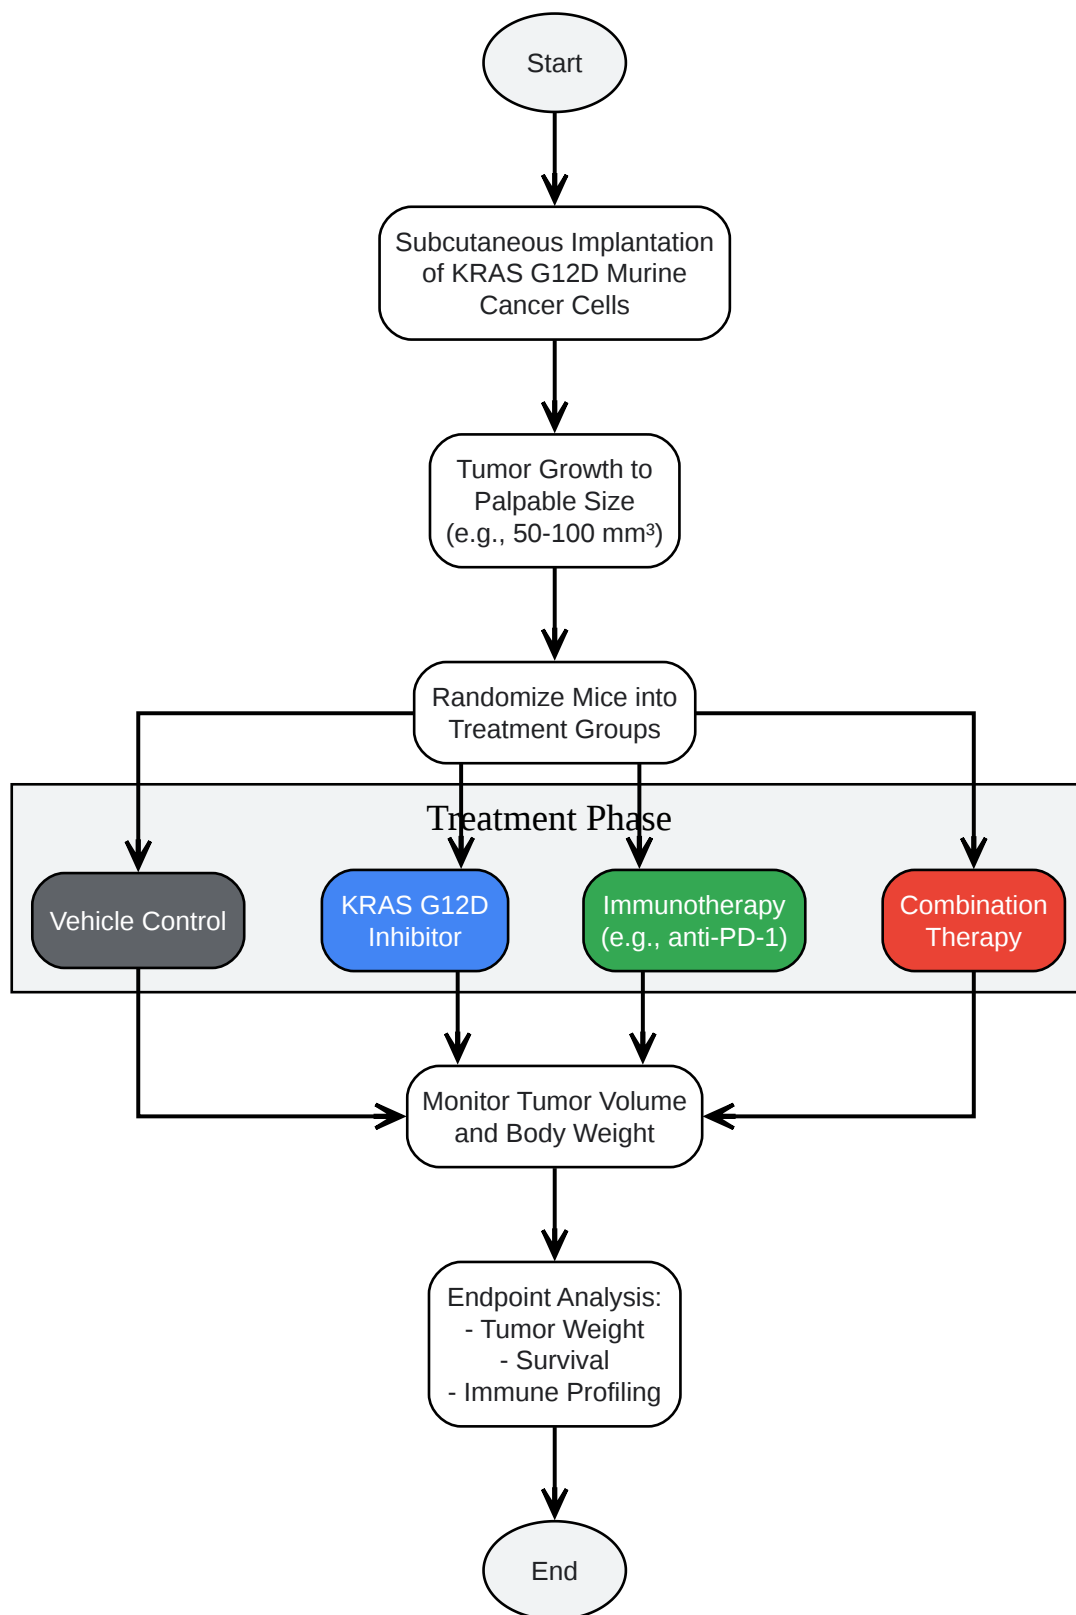 Start
Subcutaneous Implantation
of KRAS G12D Murine
Cancer Cells
Tumor Growth to
Palpable Size
(e.g., 50-100 mm³)
Randomize Mice into
Treatment Groups
Treatment Phase
Vehicle Control
KRAS G12D
Inhibitor
Immunotherapy
(e.g., anti-PD-1)
Combination
Therapy
Monitor Tumor Volume
and Body Weight
Endpoint Analysis:
- Tumor Weight
- Survival
- Immune Profiling
End